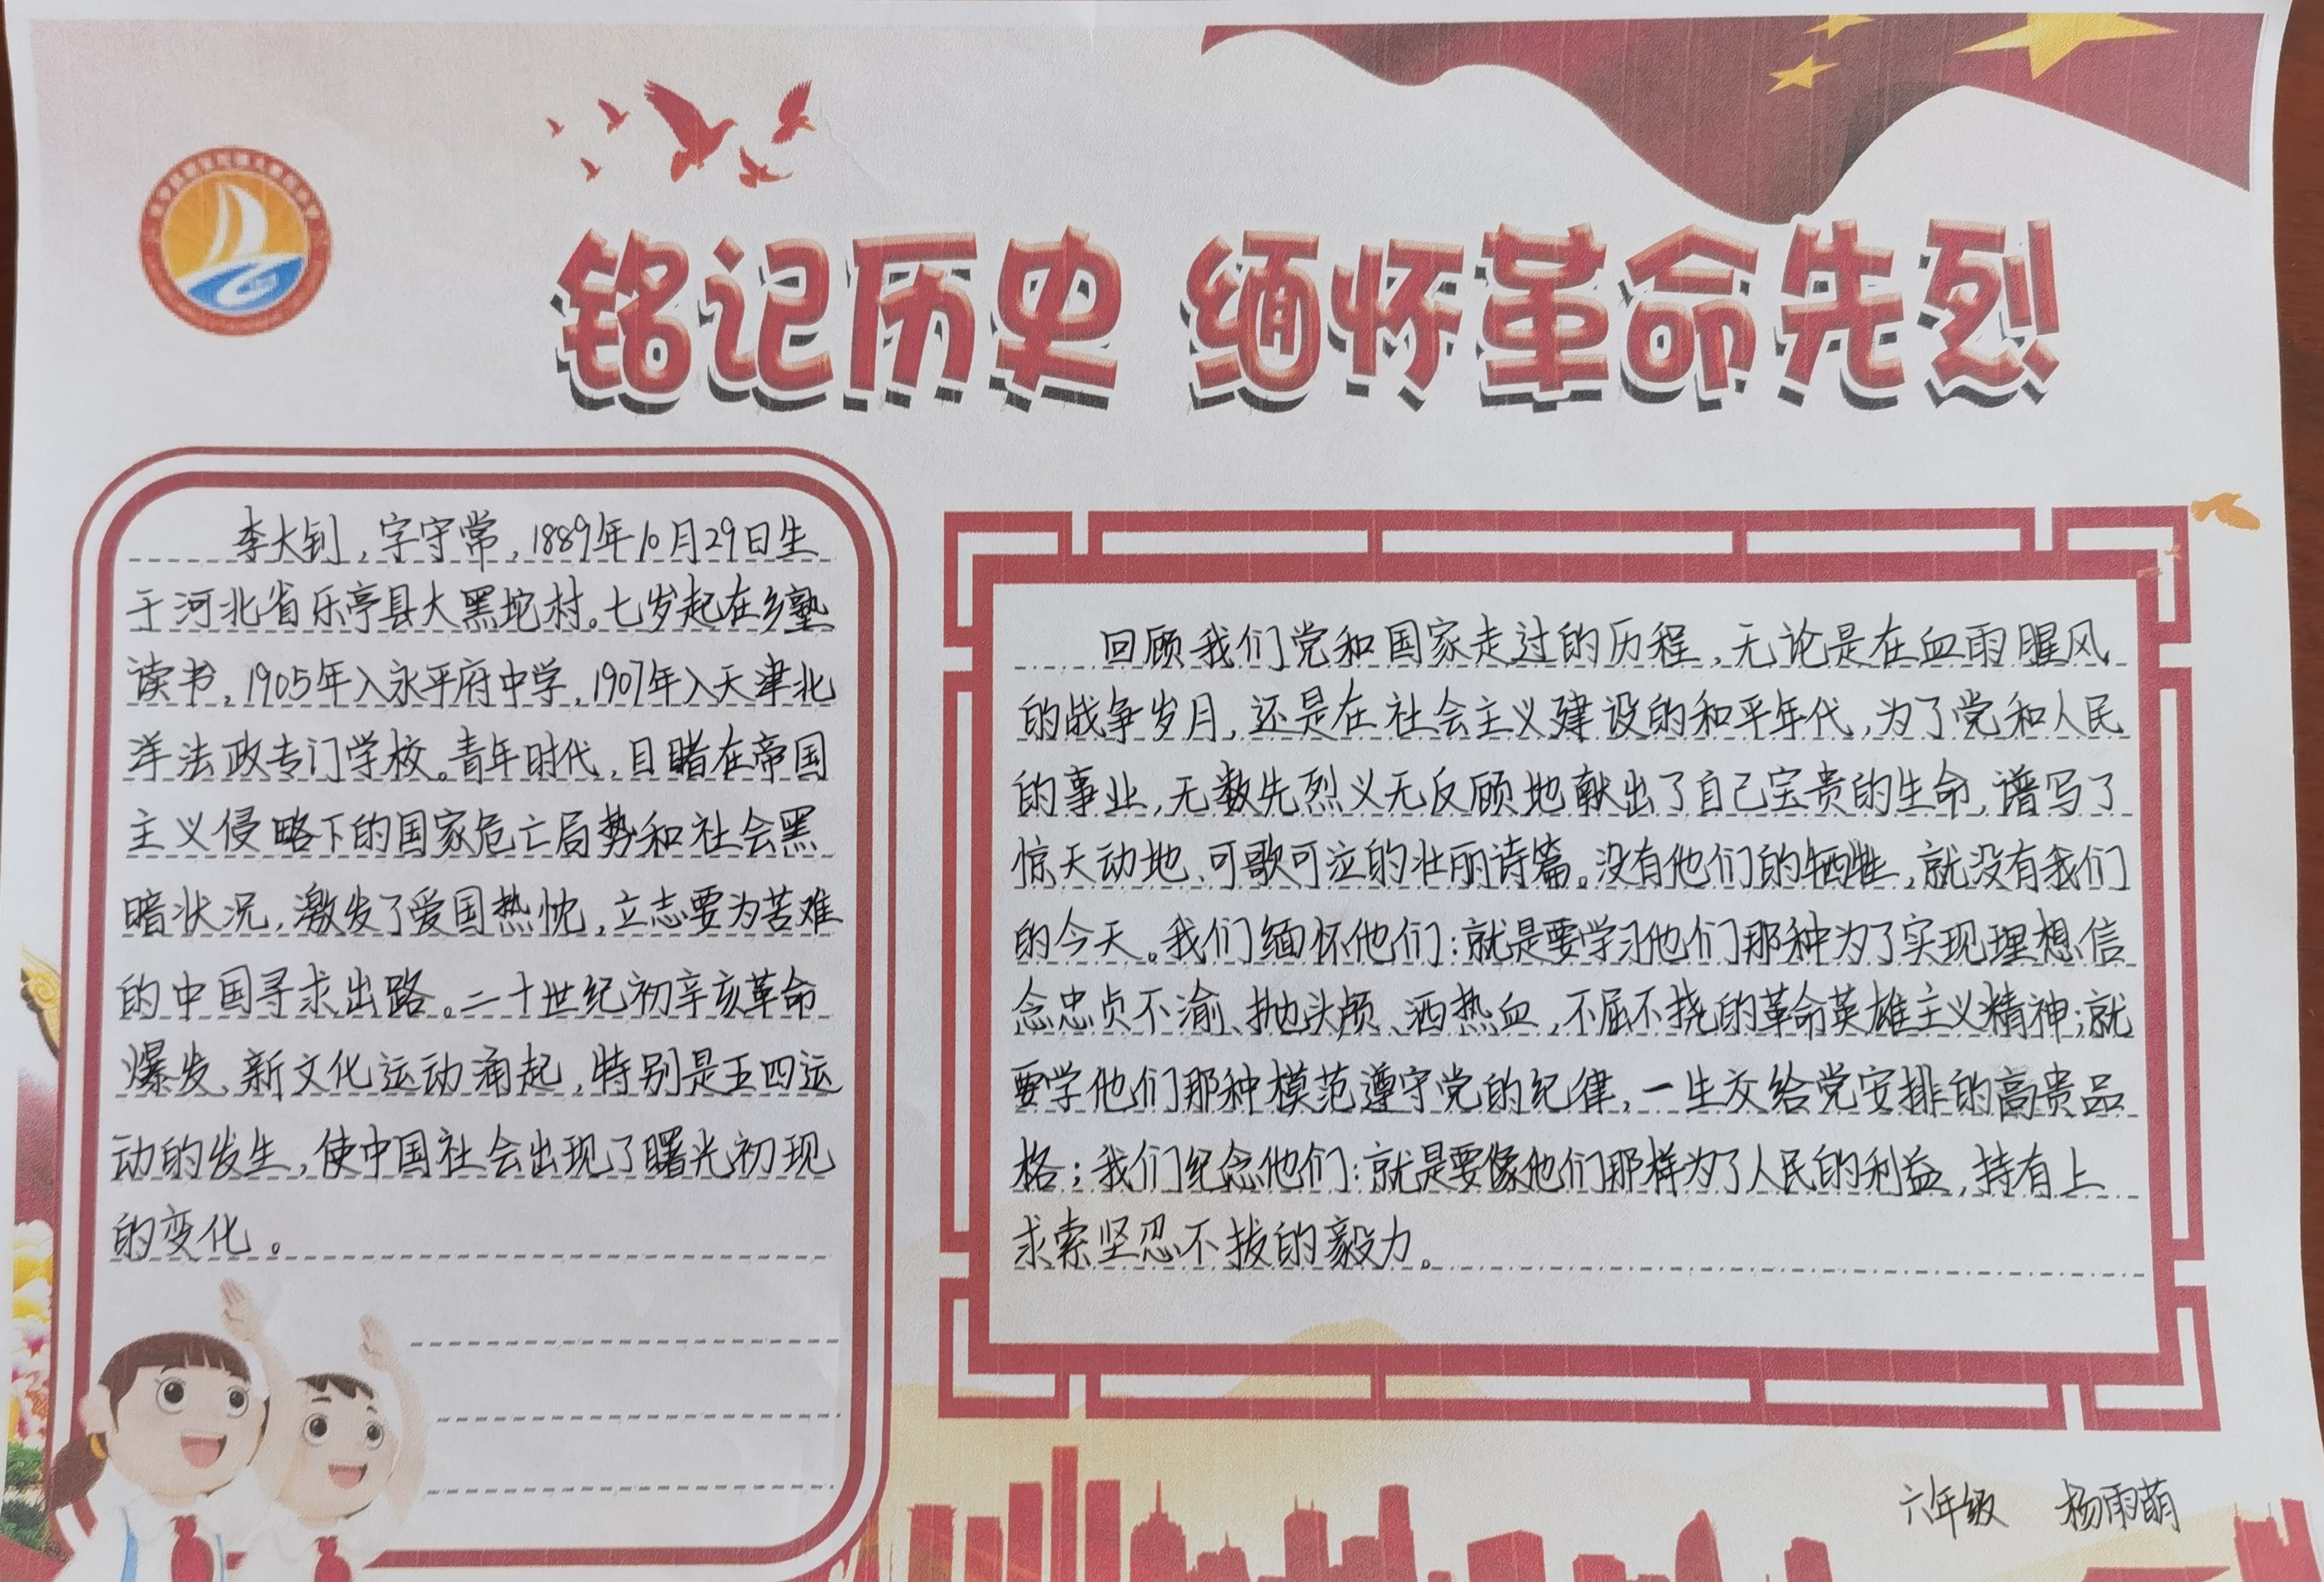 铭记历史 缅怀革命先烈
李大钊,字守常,1889年10月29日生
于河北省乐亭县大黑坨村。七岁起在乡塾
读书,1905年入永平府中学,1907年入天津北
洋法政专门学校。青年时代,目睹在帝国
主义侵略下的国家危亡局势和社会黑
暗状况,激发了爱国热忱,立志要为苦难
的中国寻求出路。二十世纪初辛亥革命
爆发、新文化运动涌起,特别是五四运
动的发生,使中国社会出现了曙光初现
的变化。
回顾我们党和国家走过的历程,无论是在血雨腥风
的战争岁月,还是在社会主义建设的和平年代,为了党和人民
的事业,无数先烈义无反顾地献出了自己宝贵的生命,谱写了
惊天动地、可歌可泣的壮丽诗篇。没有他们的牺牲,就没有我们
的今天。我们缅怀他们:就是要学习他们那种为了实现理想信
念忠贞不渝、抛头颅、洒热血,不屈不挠的革命英雄主义精神;就
要学他们那种模范遵守党的纪律,一生交给党安排的高贵品
格;我们纪念他们:就是要像他们那样为了人民的利益,持有上
求索坚忍不拔的毅力。
六年级 杨雨萌